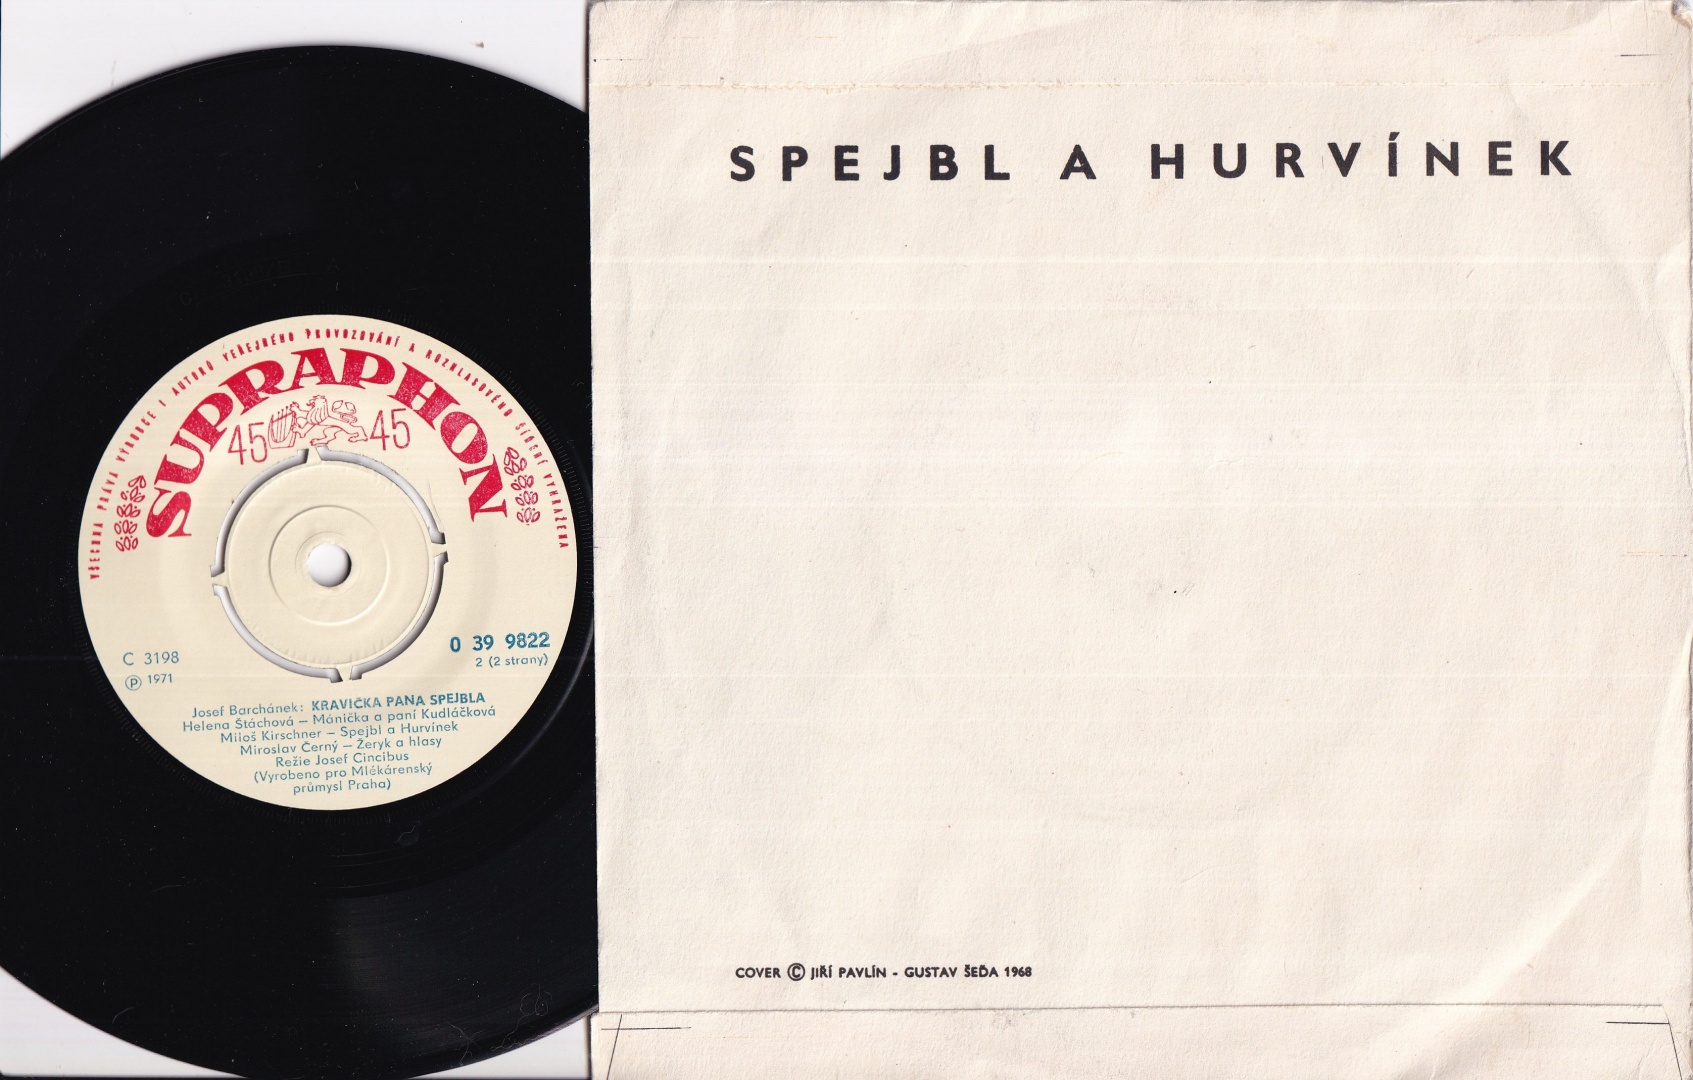 VŠECHNA PRÁVA VÝROBCE I AUTORŮ VEŘEJNÉHO PROVOZOVÁNÍ A ROZHLASOVÉHO ŠÍŘENÍ VYHRAŽENA
SUPRAPHON
45 45
C 3198
Ⓟ 1971
0 39 9822
2 (2 strany)
Josef Barchánek: KRAVIČKA PANA SPEJBLA
Helena Štáchová – Mánička a paní Kudláčková
Miloš Kirschner – Spejbl a Hurvínek
Miroslav Černý – Žeryk a hlasy
Režie Josef Cincibus
(Vyrobeno pro Mlékárenský
průmysl Praha)
SPEJBL A HURVÍNEK
COVER © JIŘÍ PAVLÍN - GUSTAV ŠEĎA 1968